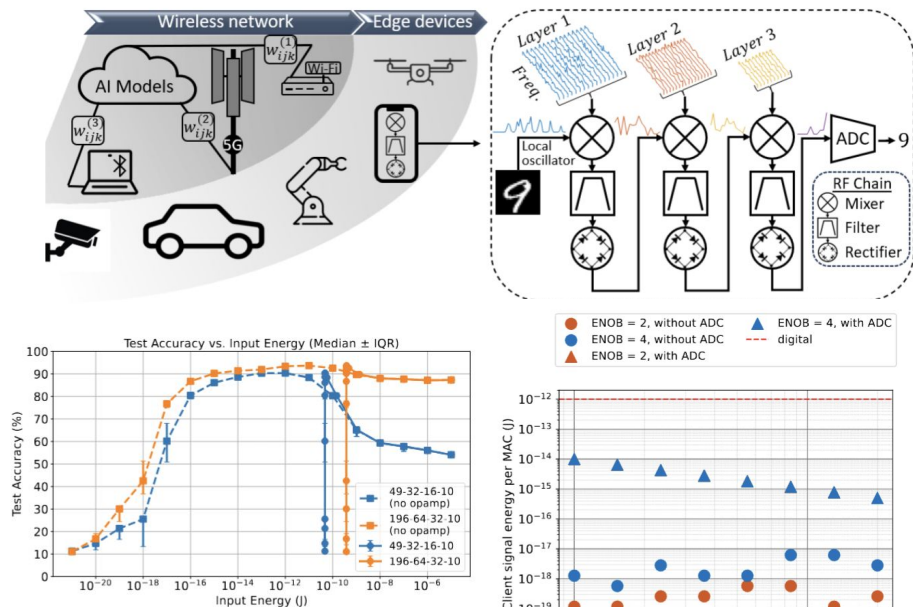 Wireless network
Edge devices
w_{ijk}^{(1)}
Wi-Fi
AI Models
w_{ijk}^{(3)}
w_{ijk}^{(2)}
5G
Layer 1
Layer 2
Layer 3
Freq.
Local
oscillator
9
ADC
9
RF Chain
Mixer
Filter
Rectifier
Test Accuracy vs. Input Energy (Median ± IQR)
Test Accuracy (%)
100
90
80
70
60
50
40
30
20
10
0
49-32-16-10
(no opamp)
196-64-32-10
(no opamp)
49-32-16-10
196-64-32-10
10⁻²⁰
10⁻¹⁸
10⁻¹⁶
10⁻¹⁴
10⁻¹²
10⁻¹⁰
10⁻⁸
10⁻⁶
Input Energy (J)
ENOB = 2, without ADC
ENOB = 4, without ADC
ENOB = 2, with ADC
ENOB = 4, with ADC
digital
Client signal energy per MAC (J)
10⁻¹²
10⁻¹³
10⁻¹⁴
10⁻¹⁵
10⁻¹⁶
10⁻¹⁷
10⁻¹⁸
10⁻¹⁹